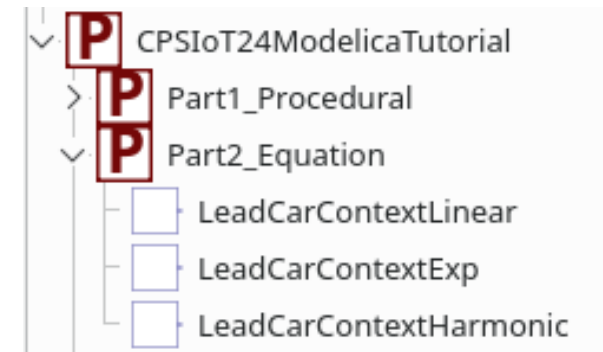 P CPSIoT24ModelicaTutorial
P Part1_Procedural
P Part2_Equation
LeadCarContextLinear
LeadCarContextExp
LeadCarContextHarmonic